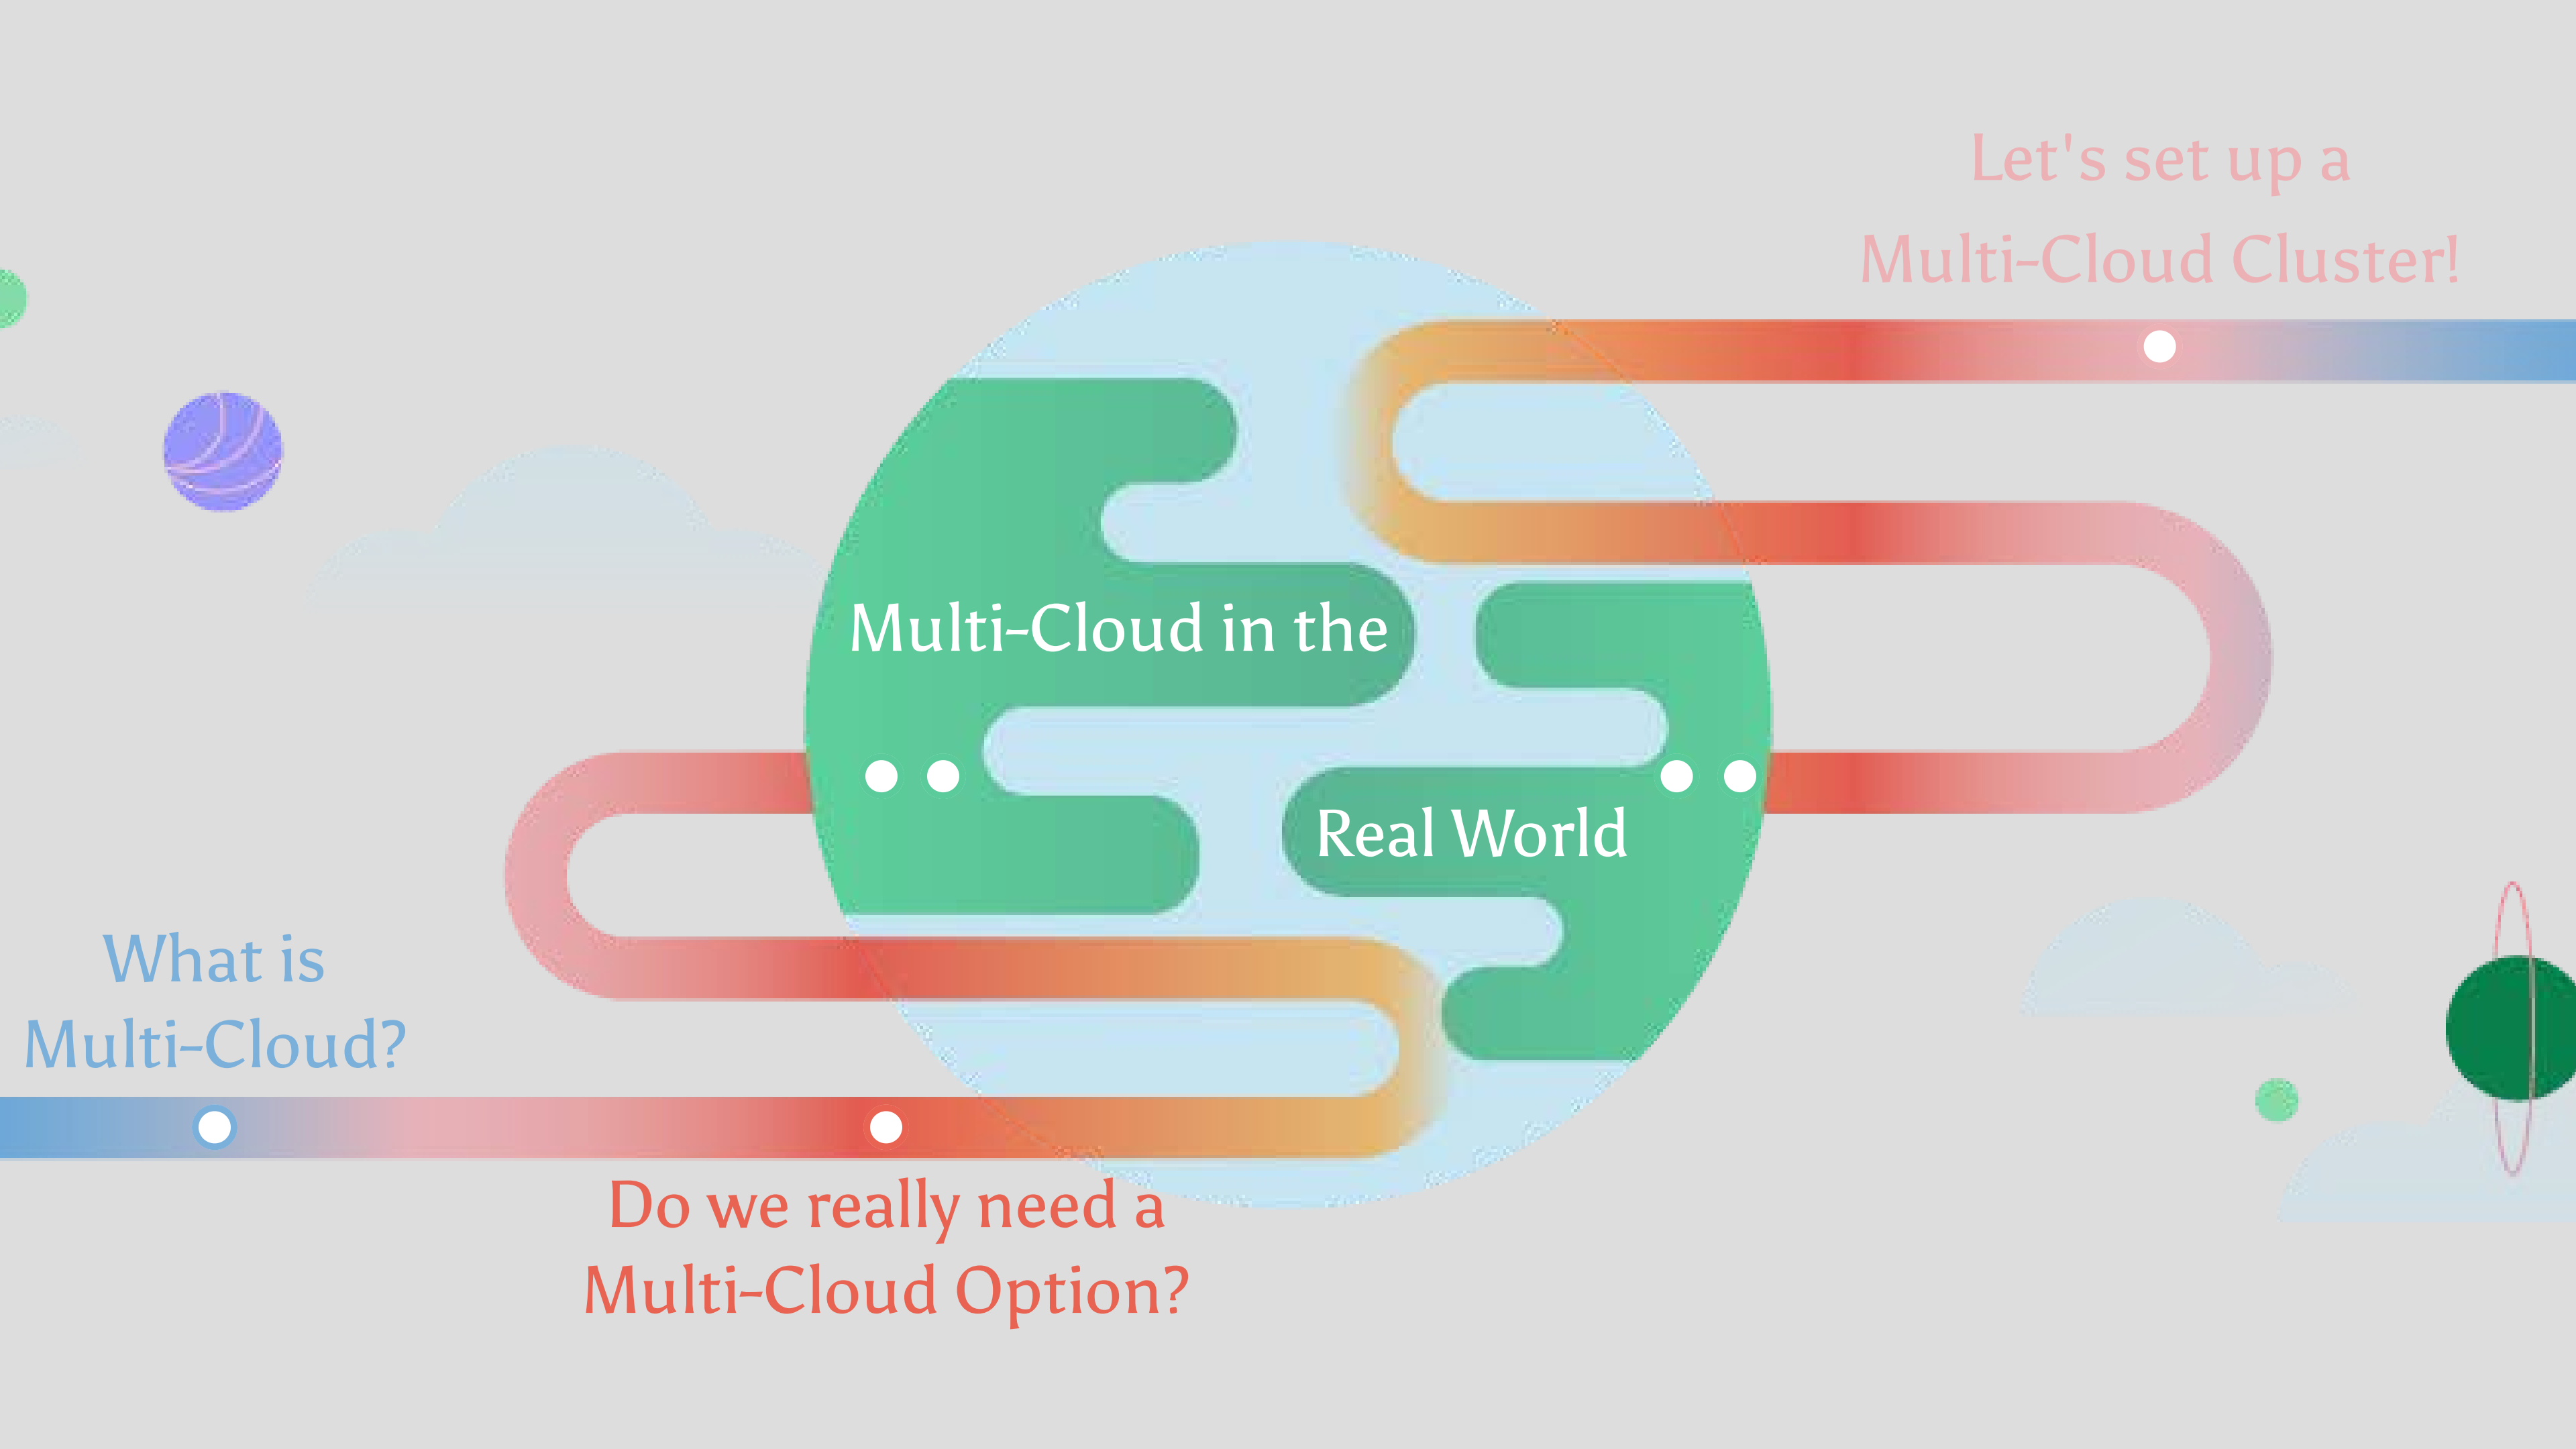 Let's set up a
Multi-Cloud Cluster!
Multi-Cloud in the
Real World
What is
Multi-Cloud?
Do we really need a
Multi-Cloud Option?